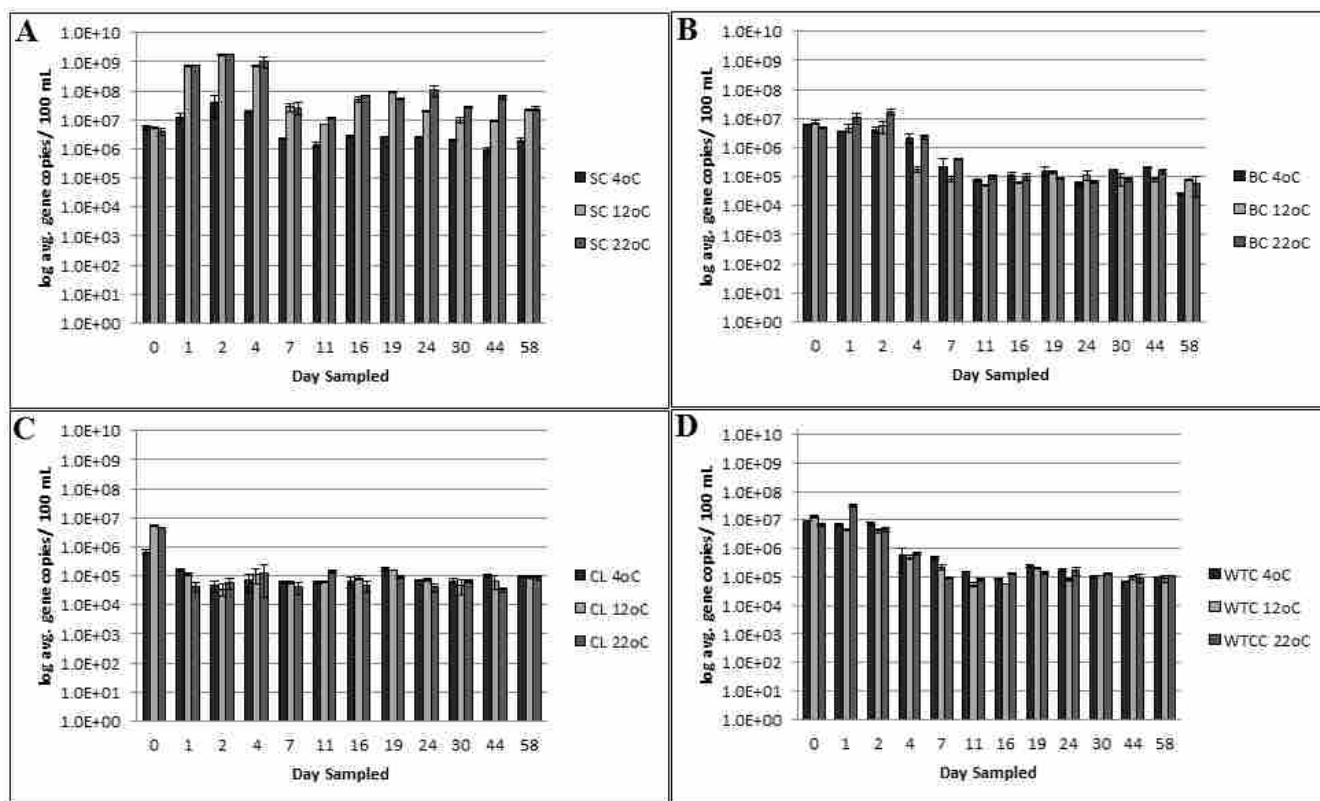 A
log avg. gene copies/ 100 mL
1.0E+10
1.0E+09
1.0E+08
1.0E+07
1.0E+06
1.0E+05
1.0E+04
1.0E+03
1.0E+02
1.0E+01
1.0E+00
0 1 2 4 7 11 16 19 24 30 44 58
Day Sampled
SC 4oC
SC 12oC
SC 22oC
B
log avg. gene copies/ 100 mL
1.0E+10
1.0E+09
1.0E+08
1.0E+07
1.0E+06
1.0E+05
1.0E+04
1.0E+03
1.0E+02
1.0E+01
1.0E+00
0 1 2 4 7 11 16 19 24 30 44 58
Day Sampled
BC 4oC
BC 12oC
BC 22oC
C
log avg. gene copies/ 100 mL
1.0E+10
1.0E+09
1.0E+08
1.0E+07
1.0E+06
1.0E+05
1.0E+04
1.0E+03
1.0E+02
1.0E+01
1.0E+00
0 1 2 4 7 11 16 19 24 30 44 58
Day Sampled
CL 4oC
CL 12oC
CL 22oC
D
log avg. gene copies/ 100 mL
1.0E+10
1.0E+09
1.0E+08
1.0E+07
1.0E+06
1.0E+05
1.0E+04
1.0E+03
1.0E+02
1.0E+01
1.0E+00
0 1 2 4 7 11 16 19 24 30 44 58
Day Sampled
WTC 4oC
WTC 12oC
WTCC 22oC